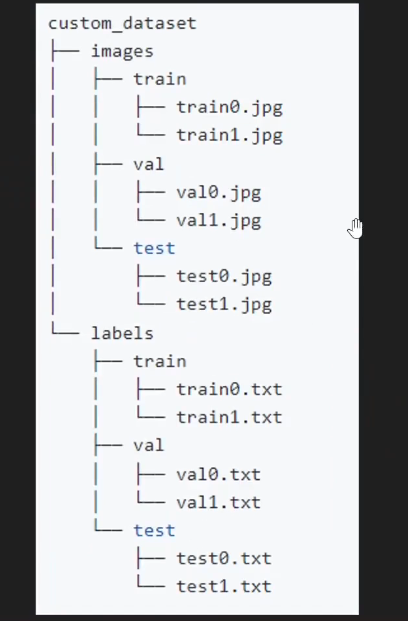 custom_dataset
├── images
│   ├── train
│   │   ├── train0.jpg
│   │   └── train1.jpg
│   ├── val
│   │   ├── val0.jpg
│   │   └── val1.jpg
│   └── test
│       ├── test0.jpg
│       └── test1.jpg
└── labels
    ├── train
    │   ├── train0.txt
    │   └── train1.txt
    ├── val
    │   ├── val0.txt
    │   └── val1.txt
    └── test
        ├── test0.txt
        └── test1.txt